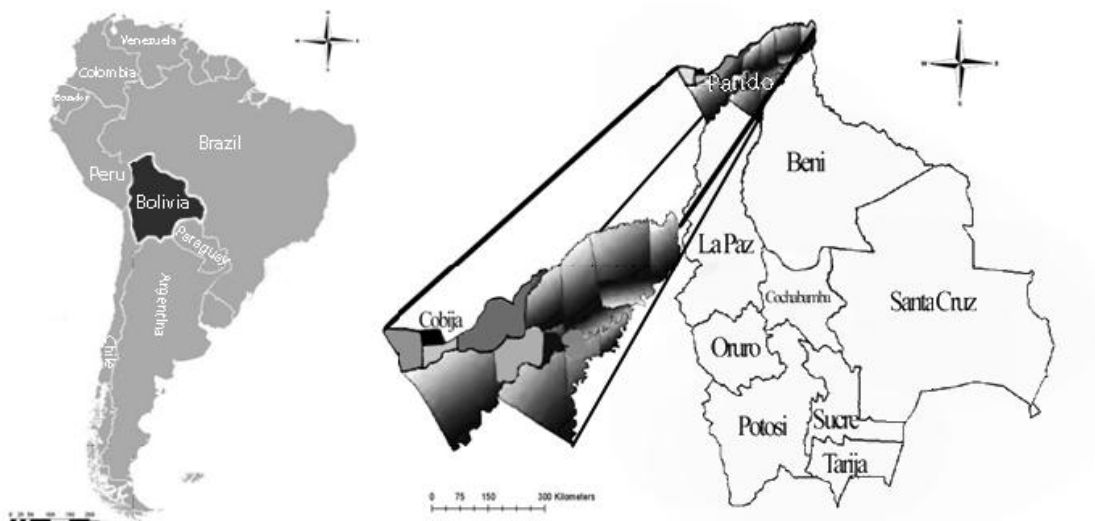 Venezuela
Colombia
Ecuador
Brazil
Peru
Bolivia
Paraguay
Argentina
Chile
N
W E
S
Pando
Beni
La Paz
Cochabamba
Santa Cruz
Cobija
Oruro
Potosi
Sucre
Tarija
0 75 150 300 Kilometers